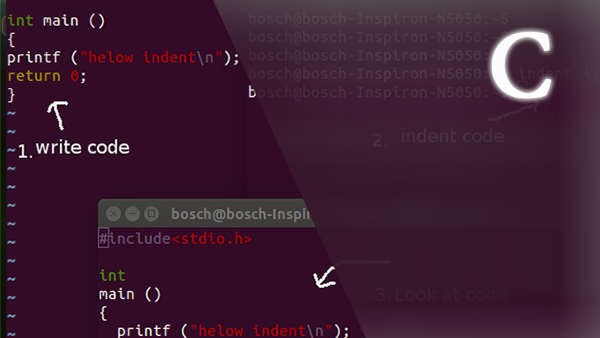 int main ()
{
printf ("helow indent\n");
return 0;
}
~
~
~
~
~
~
~
~
~
~
~
~
1. write code
bosch@bosch-Inspiron-N5050:~$
bosch@bosch-Inspiron-N5050:
bosch@bosch-Inspiron-N5050:
bosch@bosch-Inspiron-N5050: indent
bosch@bosch-Inspiron-N5050:
C
2. indent code
bosch@bosch-Inspi
#include<stdio.h>
int
main ()
{
printf ("helow indent\n");
3. Look at code